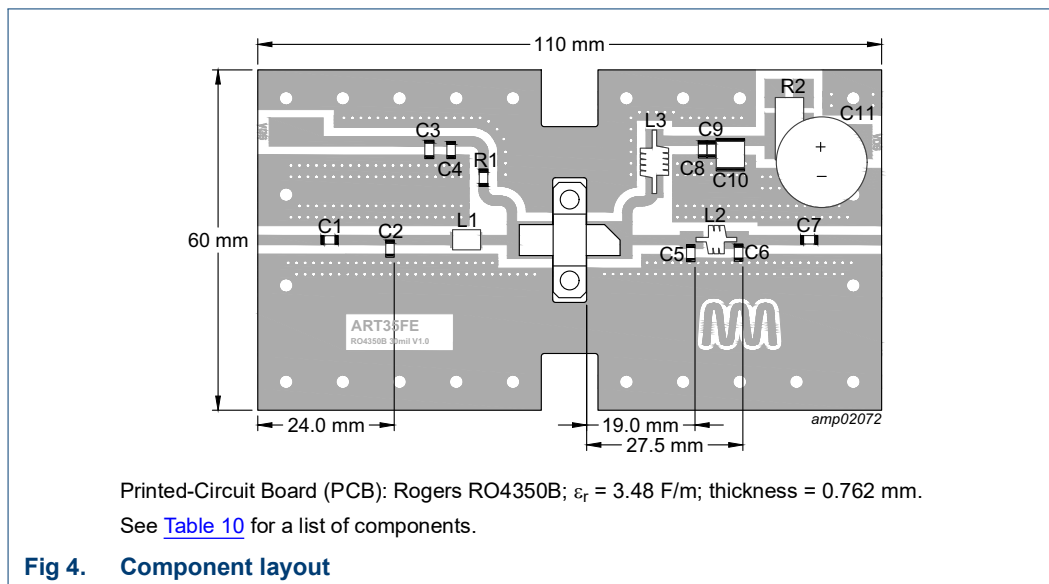 110 mm
R2
C11
L3
C9
C3
VGG
C4
R1
C8
C10
+
−
60 mm
C1
C2
L1
L2
C7
C5
C6
ART35FE
RO4350B 30mil V1.0
amp02072
24.0 mm
19.0 mm
27.5 mm
Printed-Circuit Board (PCB): Rogers RO4350B; εr = 3.48 F/m; thickness = 0.762 mm.
See Table 10 for a list of components.
Fig 4. Component layout